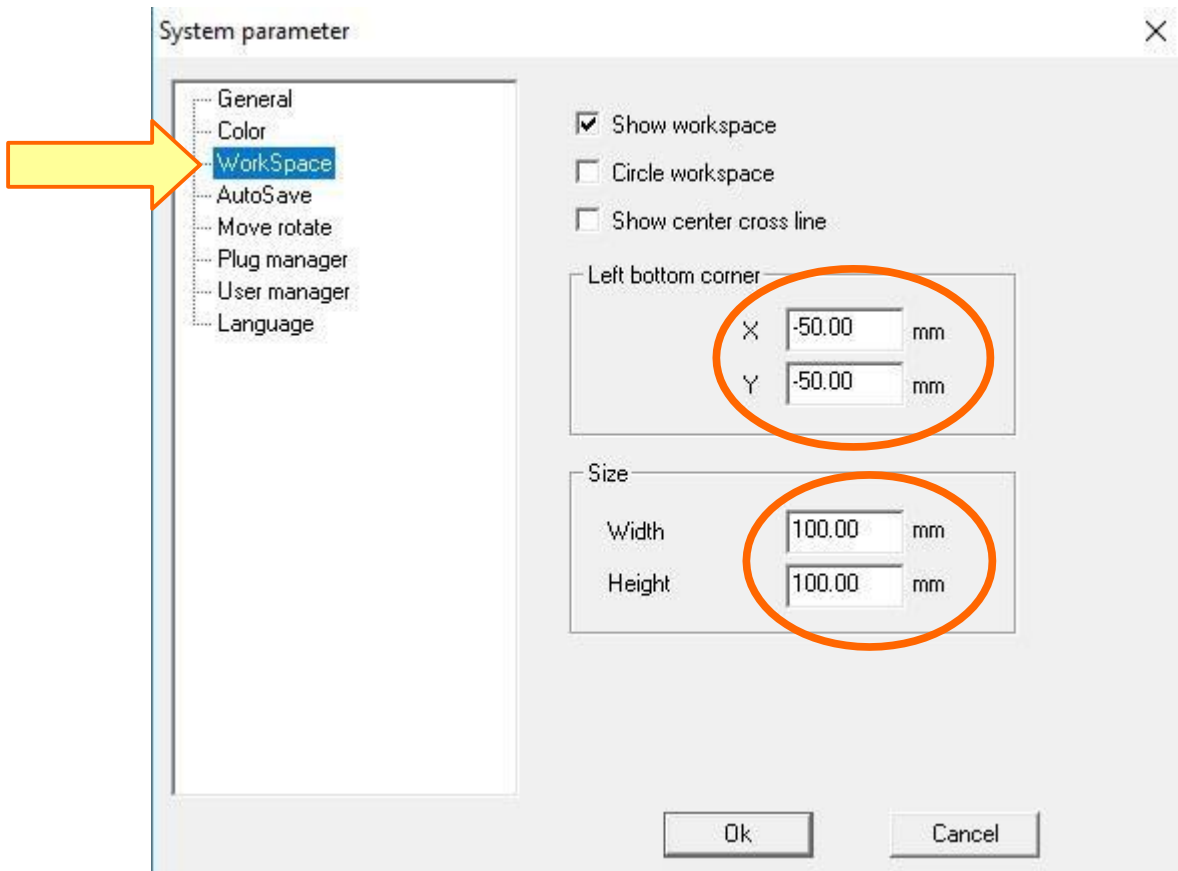 System parameter
General
Color
WorkSpace
AutoSave
Move rotate
Plug manager
User manager
Language
Show workspace
Circle workspace
Show center cross line
Left bottom corner
X -50.00 mm
Y -50.00 mm
Size
Width 100.00 mm
Height 100.00 mm
Ok Cancel